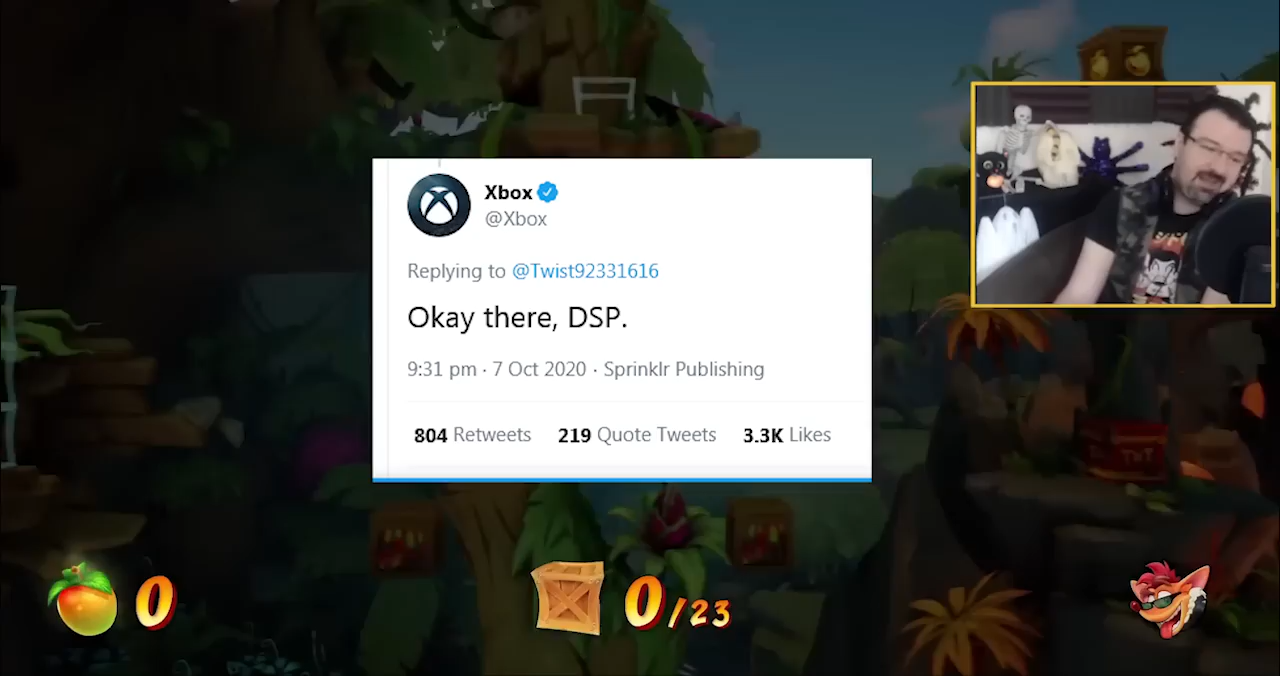 Xbox
@Xbox
Replying to @Twist92331616
Okay there, DSP.
9:31 pm · 7 Oct 2020 · Sprinklr Publishing
804 Retweets 219 Quote Tweets 3.3K Likes
TNT
0 0/23